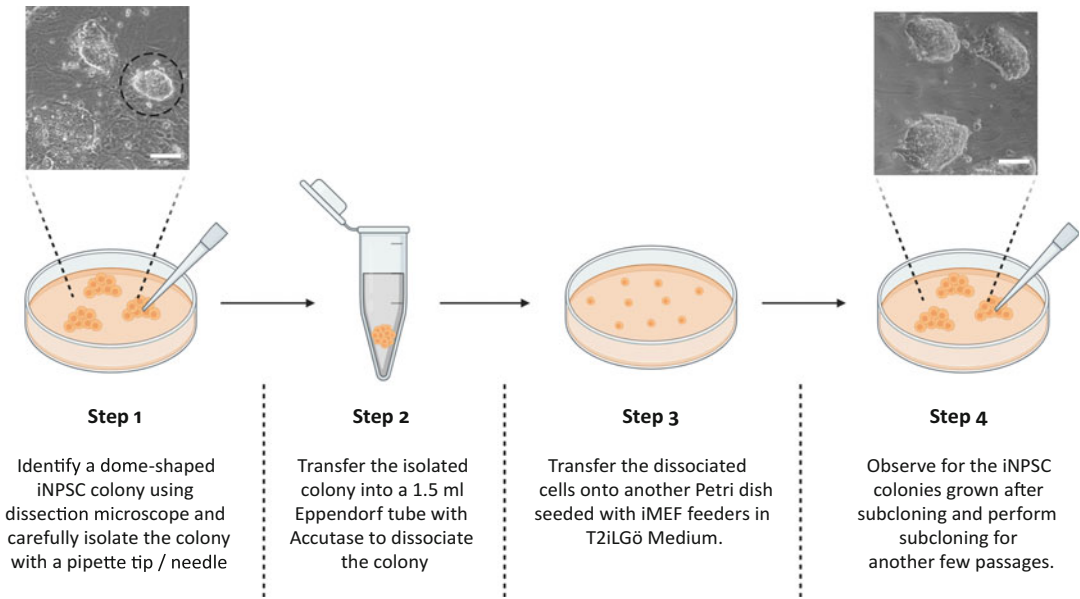 Step 1
Identify a dome-shaped
iNPSC colony using
dissection microscope and
carefully isolate the colony
with a pipette tip / needle
Step 2
Transfer the isolated
colony into a 1.5 ml
Eppendorf tube with
Accutase to dissociate
the colony
Step 3
Transfer the dissociated
cells onto another Petri dish
seeded with iMEF feeders in
T2iLGö Medium.
Step 4
Observe for the iNPSC
colonies grown after
subcloning and perform
subcloning for
another few passages.